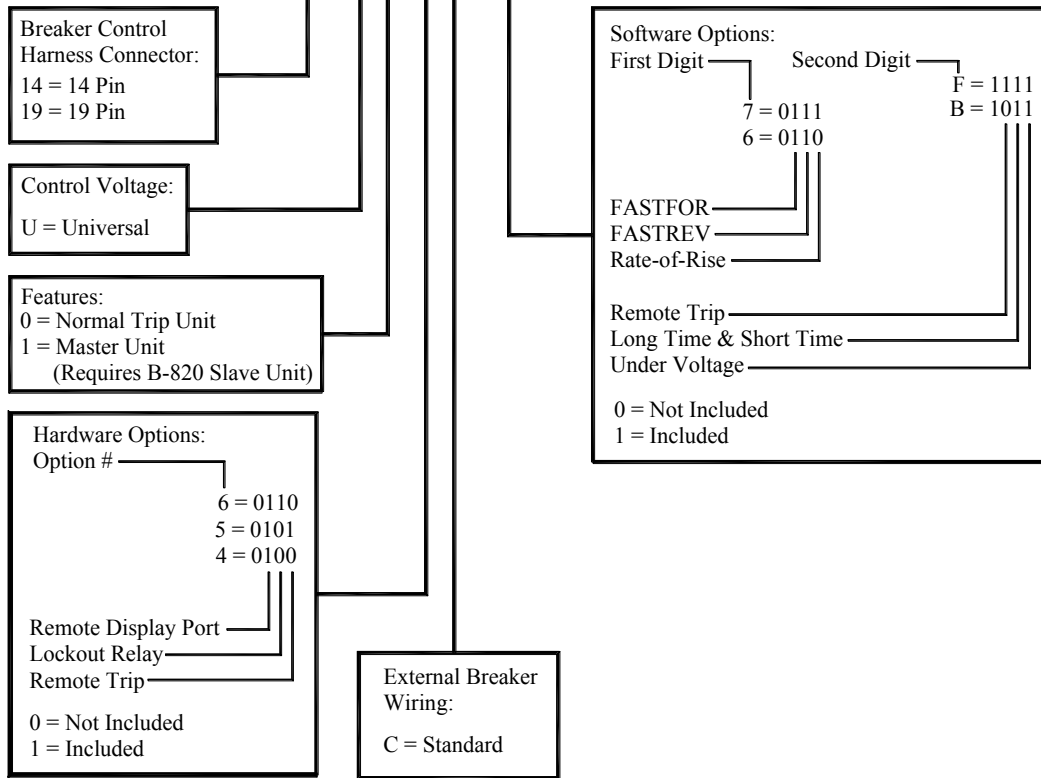 Breaker Control
Harness Connector:
14 = 14 Pin
19 = 19 Pin
Control Voltage:
U = Universal
Features:
0 = Normal Trip Unit
1 = Master Unit
(Requires B-820 Slave Unit)
Hardware Options:
Option #
6 = 0110
5 = 0101
4 = 0100
Remote Display Port
Lockout Relay
Remote Trip
0 = Not Included
1 = Included
External Breaker
Wiring:
C = Standard
Software Options:
First Digit Second Digit
F = 1111
B = 1011
7 = 0111
6 = 0110
FASTFOR
FASTREV
Rate-of-Rise
Remote Trip
Long Time & Short Time
Under Voltage
0 = Not Included
1 = Included